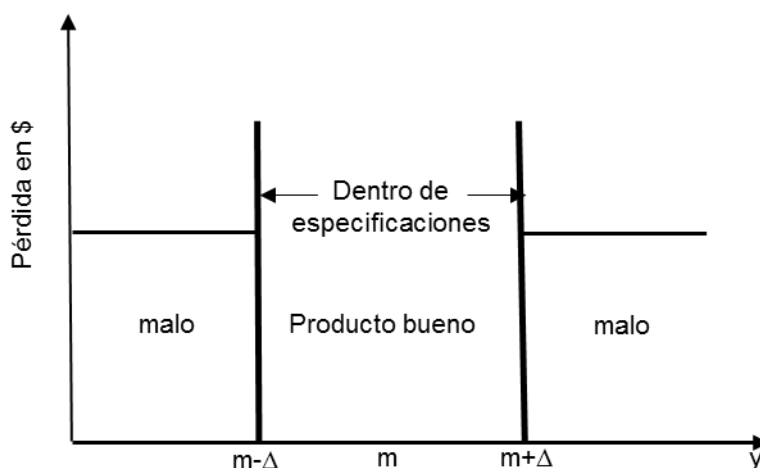 Pérdida en $
Dentro de
especificaciones
malo
Producto bueno
malo
m-Δ
m
m+Δ
y